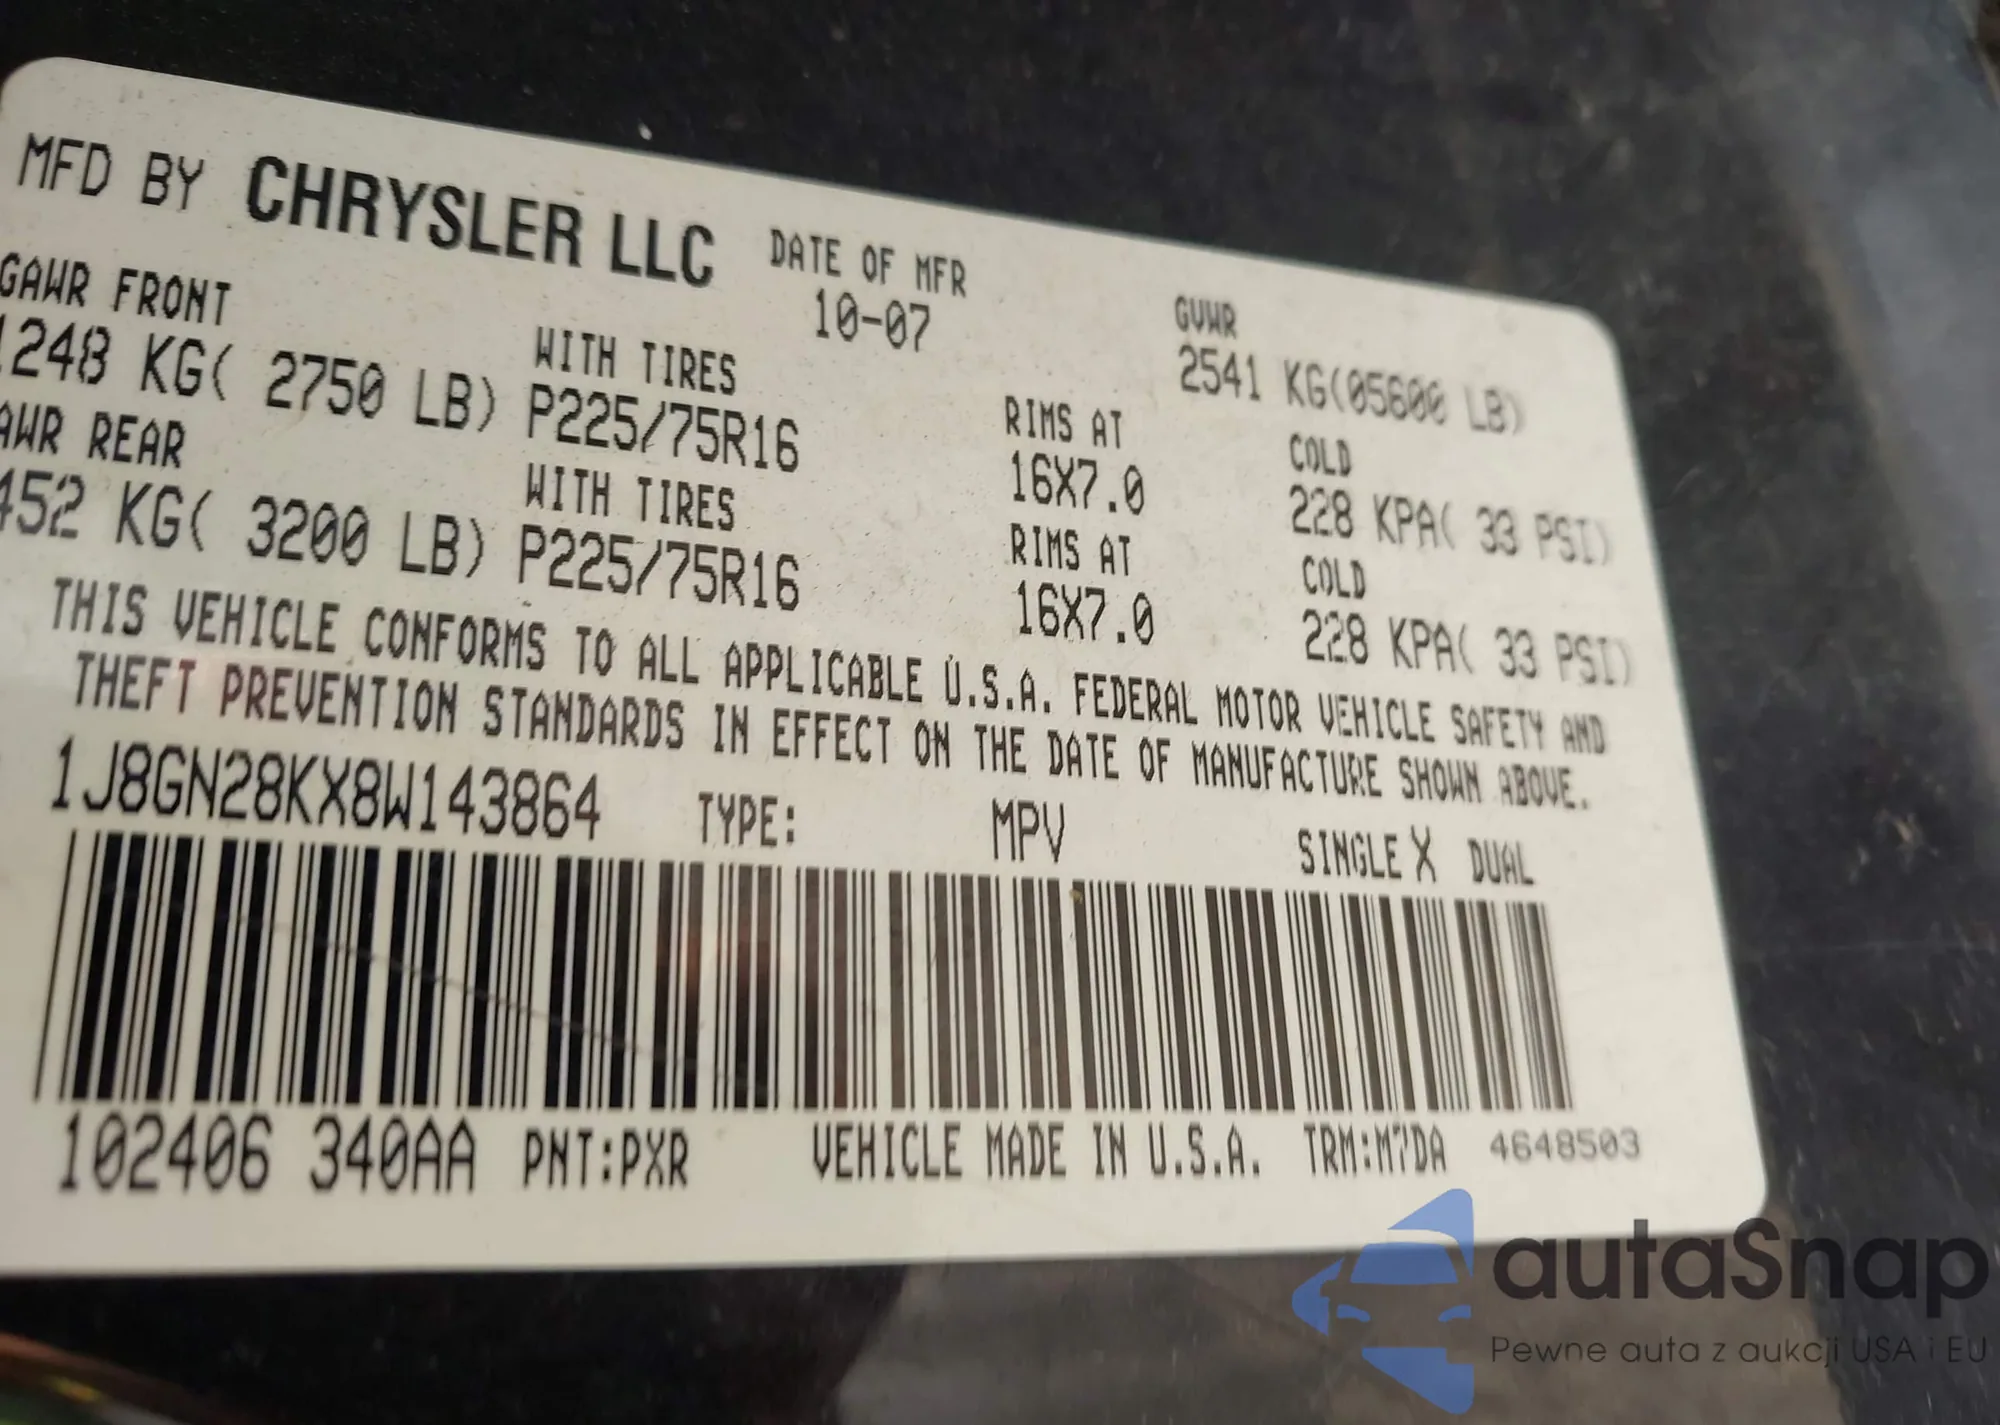 MFD BY CHRYSLER LLC DATE OF MFR GVWR
10-07 2541 KG(05600 LB)
GAWR FRONT WITH TIRES RIMS AT COLD
1248 KG( 2750 LB) P225/75R16 16X7.0 228 KPA( 33 PSI)
AWR REAR WITH TIRES RIMS AT COLD
452 KG( 3200 LB) P225/75R16 16X7.0 228 KPA( 33 PSI)
THIS VEHICLE CONFORMS TO ALL APPLICABLE U.S.A. FEDERAL MOTOR VEHICLE SAFETY AND
THEFT PREVENTION STANDARDS IN EFFECT ON THE DATE OF MANUFACTURE SHOWN ABOVE.
1J8GN28KX8W143864 TYPE: MPV SINGLE X DUAL
102406 340AA PNT:PXR VEHICLE MADE IN U.S.A. TRM:M7DA 4648503
autaSnap
Pewne auta z aukcji USA i EU